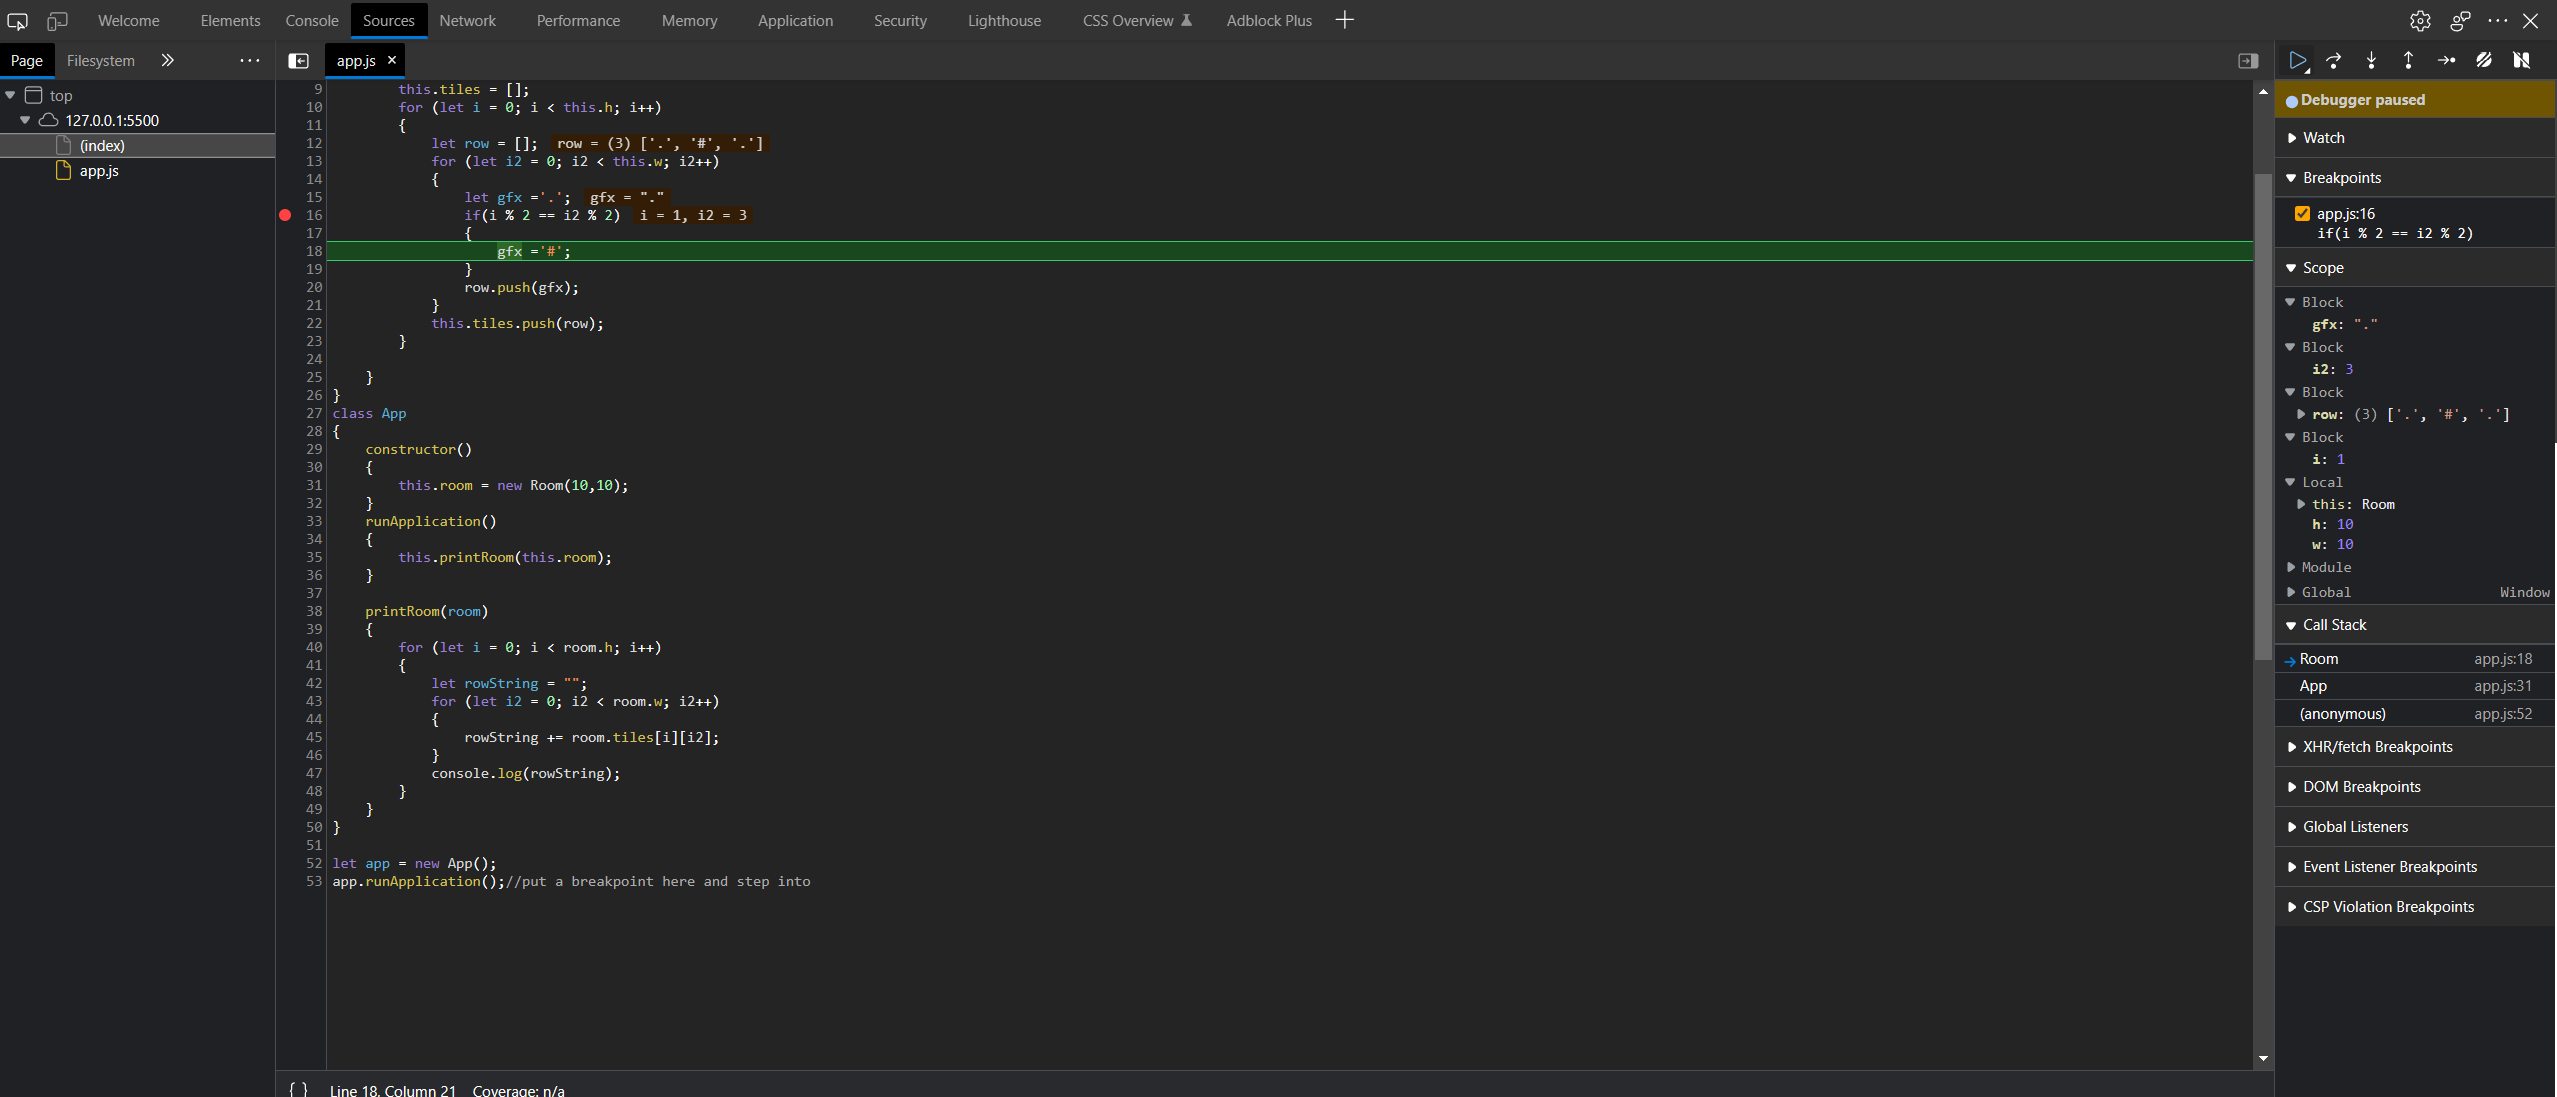 Welcome Elements Console Sources Network Performance Memory Application Security Lighthouse CSS Overview Adblock Plus
Page Filesystem
top
127.0.0.1:5500
(index)
app.js
app.js ×
9 this.tiles = [];
10 for (let i = 0; i < this.h; i++)
11 {
12 let row = []; row = (3) ['.', '#', '.']
13 for (let i2 = 0; i2 < this.w; i2++)
14 {
15 let gfx ='.'; gfx = "."
16 if(i % 2 == i2 % 2) i = 1, i2 = 3
17 {
18 gfx ='#';
19 }
20 row.push(gfx);
21 }
22 this.tiles.push(row);
23 }
24
25 }
26 }
27 class App
28 {
29 constructor()
30 {
31 this.room = new Room(10,10);
32 }
33 runApplication()
34 {
35 this.printRoom(this.room);
36 }
37
38 printRoom(room)
39 {
40 for (let i = 0; i < room.h; i++)
41 {
42 let rowString = "";
43 for (let i2 = 0; i2 < room.w; i2++)
44 {
45 rowString += room.tiles[i][i2];
46 }
47 console.log(rowString);
48 }
49 }
50 }
51
52 let app = new App();
53 app.runApplication();//put a breakpoint here and step into
{ } Line 18, Column 21 Coverage: n/a
Debugger paused
Watch
Breakpoints
app.js:16
if(i % 2 == i2 % 2)
Scope
Block
gfx: "."
Block
i2: 3
Block
row: (3) ['.', '#', '.']
Block
i: 1
Local
this: Room
h: 10
w: 10
Module
Global Window
Call Stack
Room app.js:18
App app.js:31
(anonymous) app.js:52
XHR/fetch Breakpoints
DOM Breakpoints
Global Listeners
Event Listener Breakpoints
CSP Violation Breakpoints